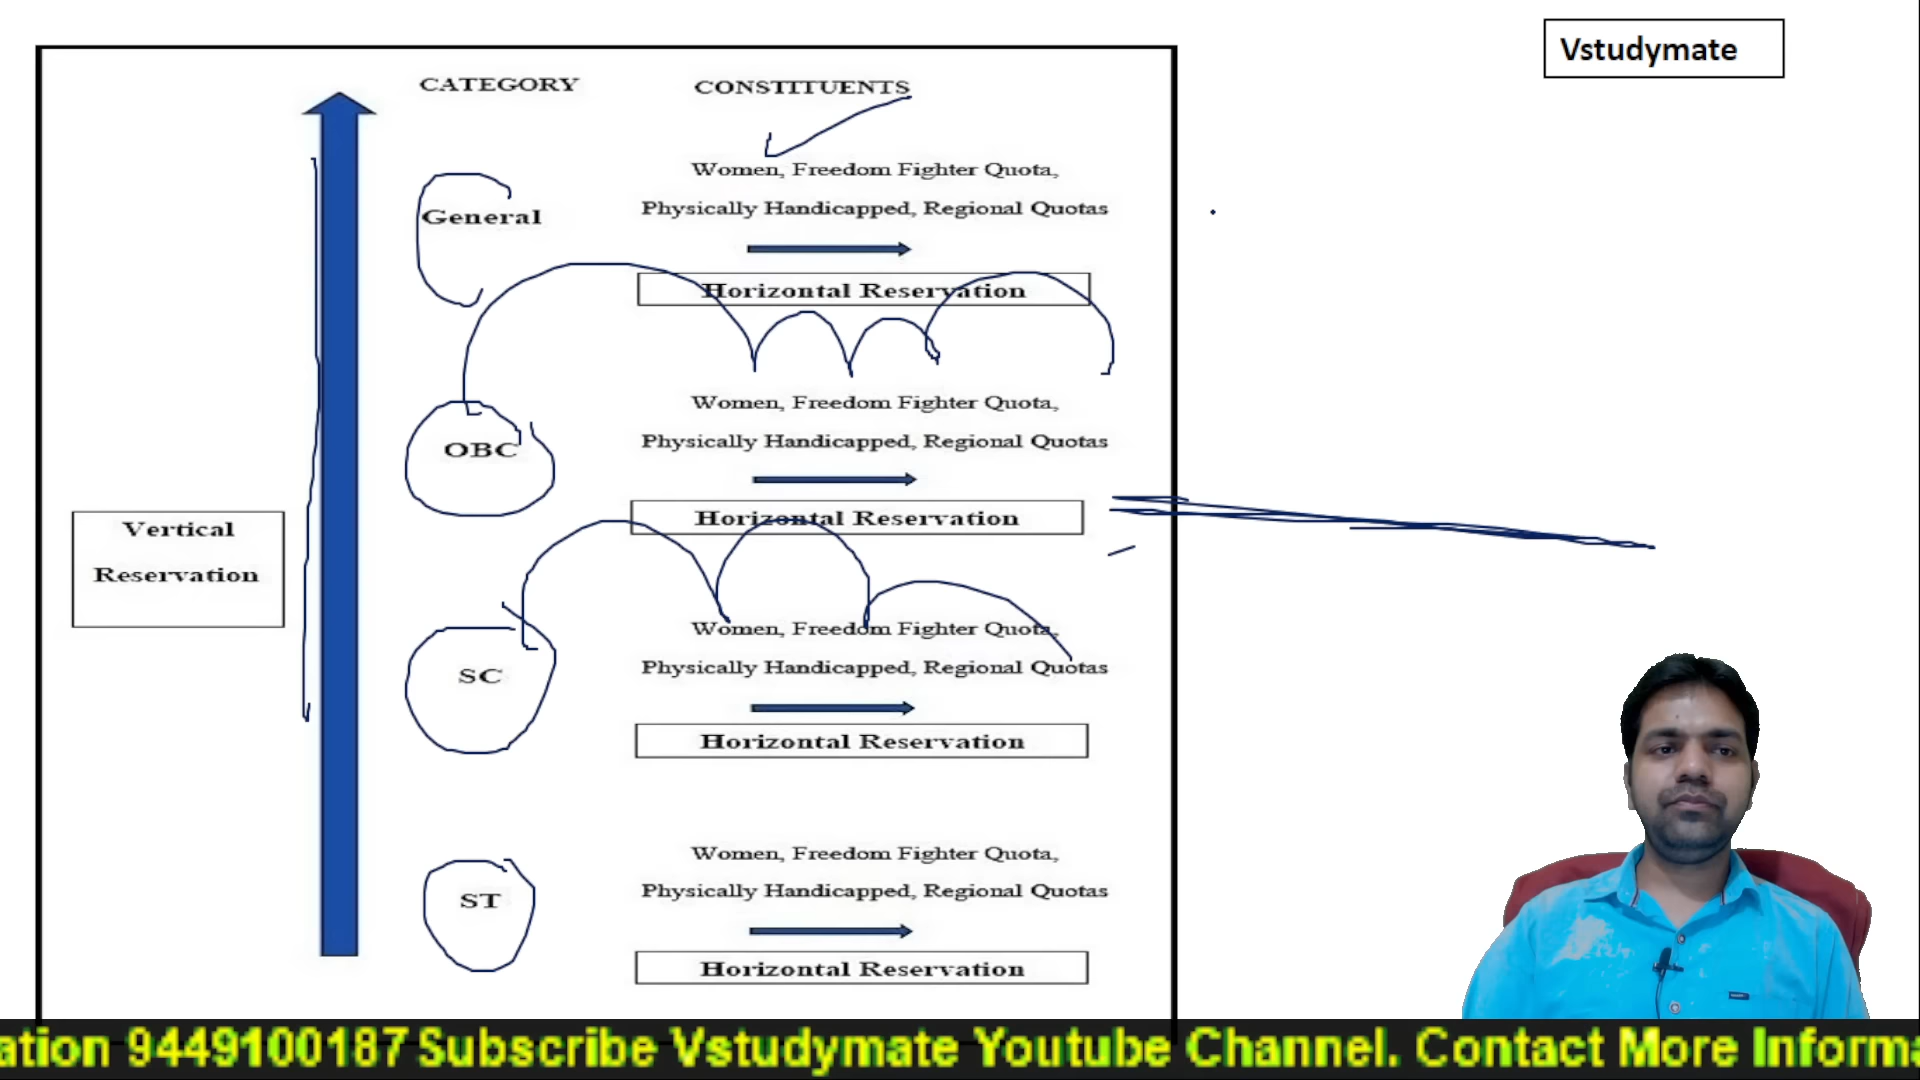 Vstudymate
CATEGORY
CONSTITUENTS
Women, Freedom Fighter Quota,
General
Physically Handicapped, Regional Quotas
Horizontal Reservation
Women, Freedom Fighter Quota,
OBC
Physically Handicapped, Regional Quotas
Horizontal Reservation
Vertical
Reservation
Women, Freedom Fighter Quota,
SC
Physically Handicapped, Regional Quotas
Horizontal Reservation
Women, Freedom Fighter Quota,
ST
Physically Handicapped, Regional Quotas
Horizontal Reservation
ation 9449100187 Subscribe Vstudymate Youtube Channel. Contact More Informa